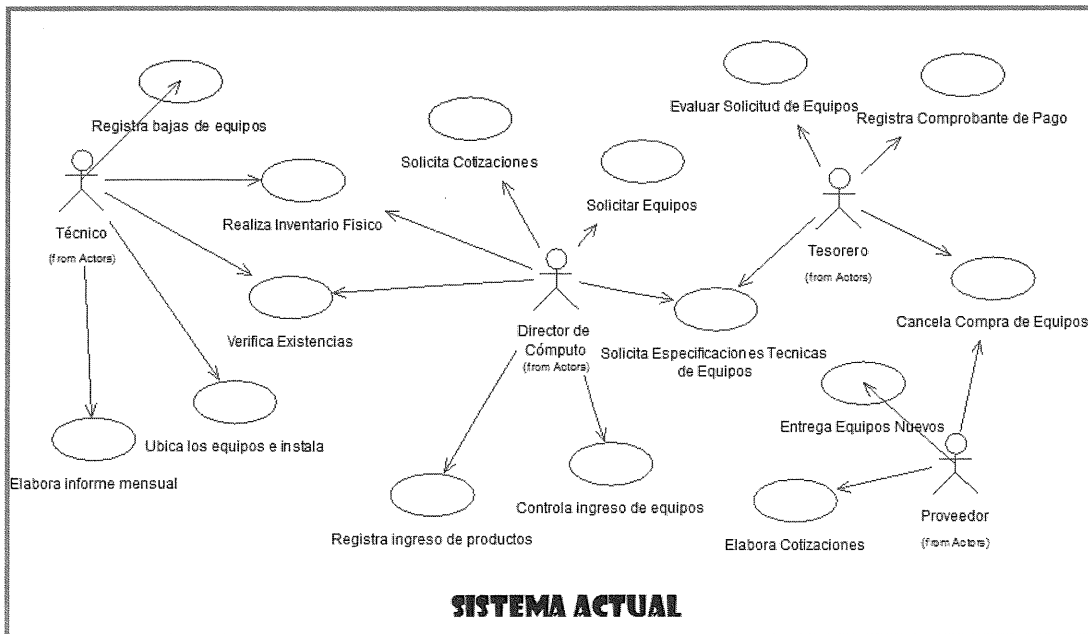 Registra bajas de equipos
Evaluar Solicitud de Equipos
Registra Comprobante de Pago
Solicita Cotizaciones
Solicitar Equipos
Realiza Inventario Fisico
Técnico
(from Actors)
Tesorero
(from Actors)
Verifica Existencias
Director de
Cómputo
(from Actors)
Solicita Especificaciones Tecnicas
de Equipos
Cancela Compra de Equipos
Entrega Equipos Nuevos
Ubica los equipos e instala
Elabora informe mensual
Controla ingreso de equipos
Registra ingreso de productos
Elabora Cotizaciones
Proveedor
(from Actors)
SISTEMA ACTUAL